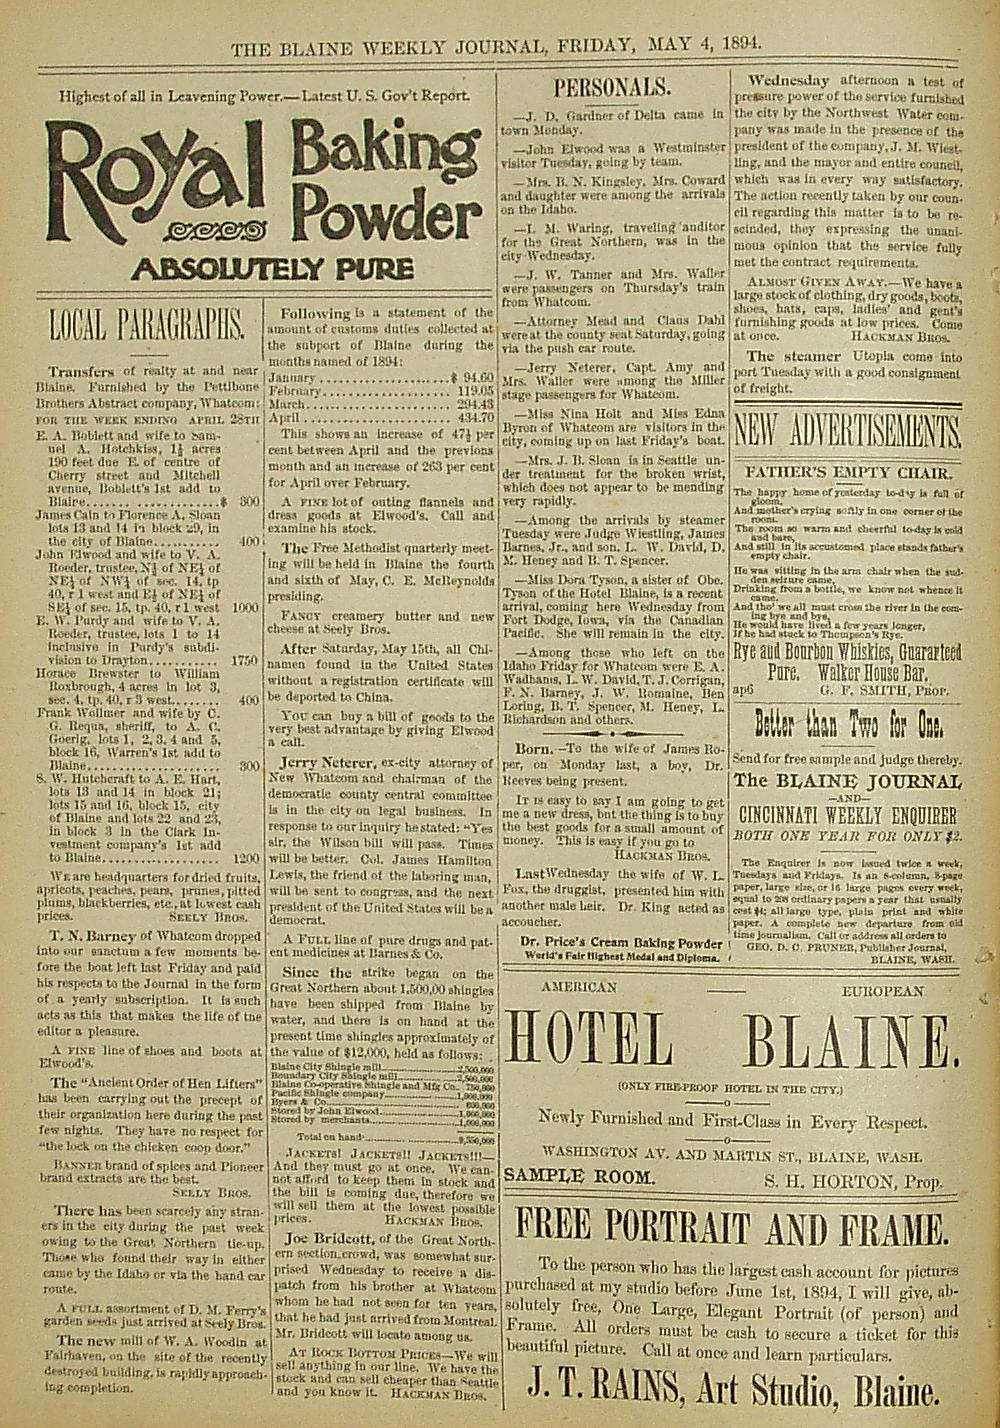 THE BLAINE WEEKLY JOURNAL, FRIDAY, MAY 4, 1894.
Highest of all in Leavening Power.—Latest U. S. Gov't Report.
Royal Baking
Powder
ABSOLUTELY PURE
LOCAL PARAGRAPHS.
Transfers of realty at and near
Blaine. Furnished by the Pettibone
Brothers Abstract company, Whatcom:
FOR THE WEEK ENDING APRIL 28TH
E. A. Boblett and wife to Sam-
uel A. Hotchkiss, 1½ acres
190 feet due E. of centre of
Cherry street and Mitchell
avenue, Boblett's 1st add to
Blaine.................$ 300
James Cain to Florence A. Sloan
lots 13 and 14 in block 29, in
the city of Blaine........... 400
John Elwood and wife to V. A.
Roeder, trustee, N½ of NE¼ of
NE¼ of NW¼ of sec. 14, tp
40, r 1 west and E½ of NE¼ of
SE¼ of sec. 15, tp. 40, r 1 west 1000
E. W. Purdy and wife to V. A.
Roeder, trustee, lots 1 to 14
inclusive in Purdy's subdi-
vision to Drayton........... 1750
Horace Brewster to William
Roxbrough, 4 acres in lot 3,
sec. 4, tp. 40, r 3 west....... 400
Frank Wollmer and wife by C.
G. Requa, sheriff, to A. C.
Goerig, lots 1, 2, 3, 4 and 5,
block 16, Warren's 1st add to
Blaine...................... 300
S. W. Hutchcraft to A. E. Hart,
lots 13 and 14 in block 21;
lots 15 and 16, block 15, city
of Blaine and lots 22 and 23,
in block 3 in the Clark In-
vestment company's 1st add
to Blaine................... 1200
WE are headquarters for dried fruits,
apricots, peaches, pears, prunes, pitted
plums, blackberries, etc., at lowest cash
prices. SEELY BROS.
T. N. Barney of Whatcom dropped
into our sanctum a few moments be-
fore the boat left last Friday and paid
his respects to the Journal in the form
of a yearly subscription. It is such
acts as this that makes the life of the
editor a pleasure.
A FINE line of shoes and boots at
Elwood's.
The "Ancient Order of Hen Lifters"
has been carrying out the precept of
their organization here during the past
few nights. They have no respect for
"the lock on the chicken coop door."
BANNER brand of spices and Pioneer
brand extracts are the best.
SEELY BROS.
There has been scarcely any stran-
ers in the city during the past week
owing to the Great Northern tie-up.
Those who found their way in either
came by the Idaho or via the hand car
route.
A FULL assortment of D. M. Ferry's
garden seeds just arrived at Seely Bros.
The new mill of W. A. Woodin at
Fairhaven, on the site of the recently
destroyed building, is rapidly approach-
ing completion.
Following is a statement of the
amount of customs duties collected at
the subport of Blaine during the
months named of 1894:
January.......................$ 94.60
February........................ 119.05
March........................... 294.43
April........................... 434.70
This shows an increase of 47½ per
cent between April and the previous
month and an increase of 263 per cent
for April over February.
A FINE lot of outing flannels and
dress goods at Elwood's. Call and
examine his stock.
The Free Methodist quarterly meet-
ing will be held in Blaine the fourth
and sixth of May, C. E. McReynolds
presiding.
FANCY creamery butter and new
cheese at Seely Bros.
After Saturday, May 15th, all Chi-
namen found in the United States
without a registration certificate will
be deported to China.
YOU can buy a bill of goods to the
very best advantage by giving Elwood
a call.
Jerry Neterer, ex-city attorney of
New Whatcom and chairman of the
democratic county central committee
is in the city on legal business. In
response to our inquiry he stated: "Yes
sir, the Wilson bill will pass. Times
will be better. Col. James Hamilton
Lewis, the friend of the laboring man,
will be sent to congress, and the next
president of the United States will be a
democrat.
A FULL line of pure drugs and pat-
ent medicines at Barnes & Co.
Since the strike began on the
Great Northern about 1,500,00 shingles
have been shipped from Blaine by
water, and there is on hand at the
present time shingles approximately of
the value of $12,000, held as follows:
Blaine City Shingle mill............2,500,000
Boundary City Shingle mill..........2,500,000
Blaine Co-operative Shingle and Mfg Co. 750,000
Pacific Shingle company.............1,000,000
Byers & Co.......................... 600,000
Stored by John Elwood...............1,000,000
Stored by merchants.................1,000,000
Total on hand.......................9,350,000
JACKETS! JACKETS!! JACKETS!!!—
And they must go at once. We can-
not afford to keep them in stock and
the bill is coming due, therefore we
will sell them at the lowest possible
prices. HACKMAN BROS.
Joe Bridcott, of the Great North-
ern section crowd, was somewhat sur-
prised Wednesday to receive a dis-
patch from his brother at Whatcom
whom he had not seen for ten years,
that he had just arrived from Montreal.
Mr. Bridcott will locate among us.
AT ROCK BOTTOM PRICES—We will
sell anything in our line. We have the
stock and can sell cheaper than Seattle
and you know it. HACKMAN BROS.
PERSONALS.
—J. D. Gardner of Delta came in
town Monday.
—John Elwood was a Westminster
visitor Tuesday, going by team.
—Mrs. B. N. Kingsley, Mrs. Coward
and daughter were among the arrivals
on the Idaho.
—I. M. Waring, traveling auditor
for the Great Northern, was in the
city Wednesday.
—J. W. Tanner and Mrs. Waller
were passengers on Thursday's train
from Whatcom.
—Attorney Mead and Claus Dahl
were at the county seat Saturday, going
via the push car route.
—Jerry Neterer, Capt. Amy and
Mrs. Waller were among the Miller
stage passengers for Whatcom.
—Miss Nina Holt and Miss Edna
Byron of Whatcom are visitors in the
city, coming up on last Friday's boat.
—Mrs. J. B. Sloan is in Seattle un-
der treatment for the broken wrist,
which does not appear to be mending
very rapidly.
—Among the arrivals by steamer
Tuesday were Judge Wiestling, James
Barnes, Jr., and son. L. W. David, D.
M. Heney and B. T. Spencer.
—Miss Dora Tyson, a sister of Obe.
Tyson of the Hotel Blaine, is a recent
arrival, coming here Wednesday from
Fort Dodge, Iowa, via the Canadian
Pacific. She will remain in the city.
—Among those who left on the
Idaho Friday for Whatcom were E. A.
Wadhams, L. W. David, T. J. Corrigan,
F. N. Barney, J. W. Romaine, Ben
Loring, B. T. Spencer, M. Heney, L.
Richardson and others.
Born.—To the wife of James Ro-
per, on Monday last, a boy, Dr.
Reeves being present.
IT is easy to say I am going to get
me a new dress, but the thing is to buy
the best goods for a small amount of
money. This is easy if you go to
HACKMAN BROS.
Last Wednesday the wife of W. L.
Fox, the druggist, presented him with
another male heir. Dr. King acted as
accoucher.
Dr. Price's Cream Baking Powder
World's Fair Highest Medal and Diploma.
Wednesday afternoon a test of
pressure power of the service furnished
the city by the Northwest Water com-
pany was made in the presence of the
president of the company, J. M. Wiest-
ling, and the mayor and entire council,
which was in every way satisfactory.
The action recently taken by our coun-
cil regarding this matter is to be re-
scinded, they expressing the unani-
mous opinion that the service fully
met the contract requirements.
ALMOST GIVEN AWAY.—We have a
large stock of clothing, dry goods, boots,
shoes, hats, caps, ladies' and gent's
furnishing goods at low prices. Come
at once. HACKMAN BROS.
The steamer Utopia come into
port Tuesday with a good consignment
of freight.
NEW ADVERTISEMENTS.
FATHER'S EMPTY CHAIR.
The happy home of yesterday to-day is full of
gloom,
And mother's crying softly in one corner of the
room.
The room so warm and cheerful to-day is cold
and bare,
And still in its accustomed place stands father's
empty chair.
He was sitting in the arm chair when the sud-
den seizure came,
Drinking from a bottle, we know not whence it
came.
And tho' we all must cross the river in the com-
ing bye and bye,
He would have lived a few years longer,
If he had stuck to Thompson's Rye.
Rye and Bourbon Whiskies, Guaranteed
Pure. Walker House Bar.
ap6 G. F. SMITH, Prop.
Better than Two for One.
Send for free sample and judge thereby.
The BLAINE JOURNAL
—AND—
CINCINNATI WEEKLY ENQUIRER
BOTH ONE YEAR FOR ONLY $2.
The Enquirer is now issued twice a week,
Tuesdays and Fridays. Is an 8-column, 8-page
paper, large size, or 16 large pages every week,
equal to 208 ordinary papers a year that usually
cost $4; all large type, plain print and white
paper. A complete new departure from old
time journalism. Call or address all orders to
GEO. D. C. PRUNER, Publisher Journal,
BLAINE, WASH.
AMERICAN — EUROPEAN
HOTEL BLAINE.
(ONLY FIRE-PROOF HOTEL IN THE CITY.)
—o—
Newly Furnished and First-Class in Every Respect.
—o—
WASHINGTON AV. AND MARTIN ST., BLAINE, WASH.
SAMPLE ROOM. S. H. HORTON, Prop.
FREE PORTRAIT AND FRAME.
To the person who has the largest cash account for pictures
purchased at my studio before June 1st, 1894, I will give, ab-
solutely free, One Large, Elegant Portrait (of person) and
Frame. All orders must be cash to secure a ticket for this
beautiful picture. Call at once and learn particulars.
J. T. RAINS, Art Studio, Blaine.